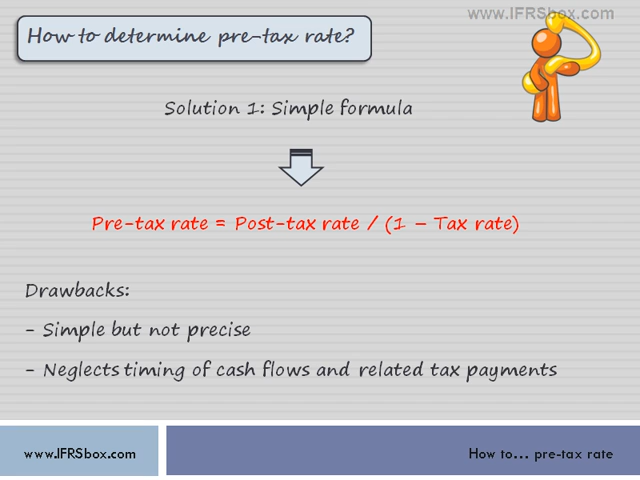 www.IFRSbox.com
How to determine pre-tax rate?
Solution 1: Simple formula
Pre-tax rate = Post-tax rate / (1 – Tax rate)
Drawbacks:
- Simple but not precise
- Neglects timing of cash flows and related tax payments
www.IFRSbox.com
How to... pre-tax rate